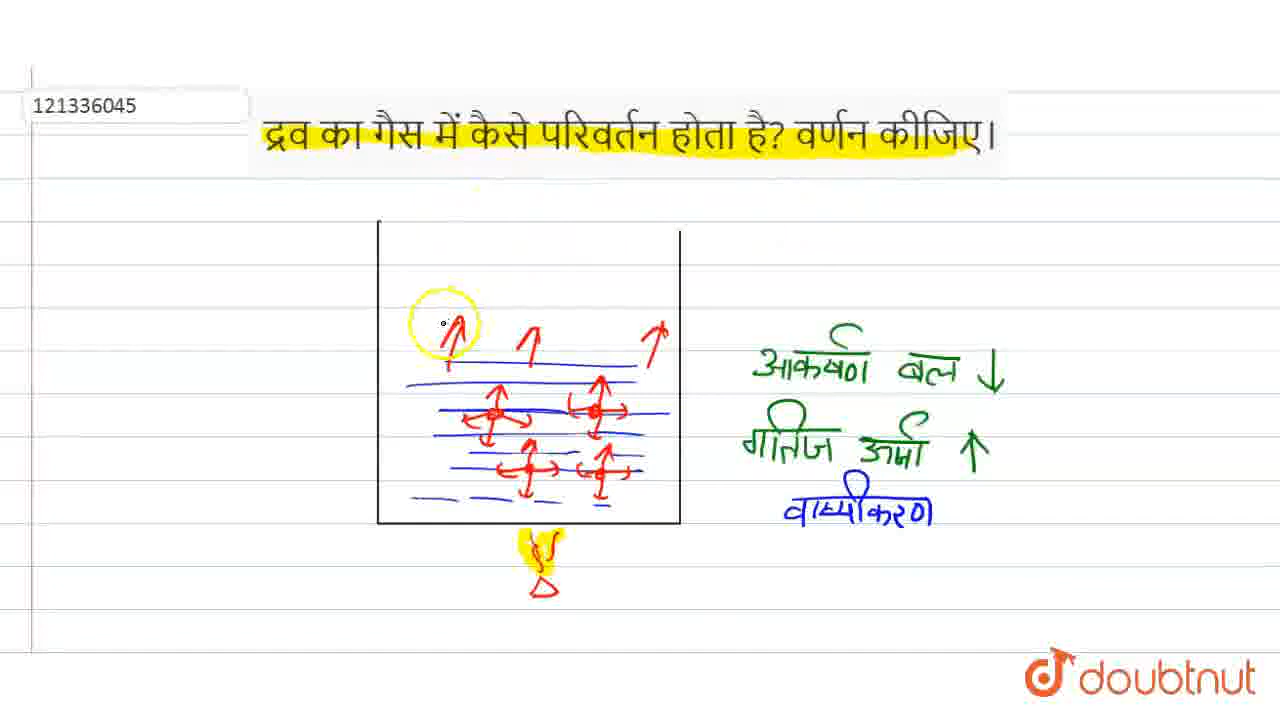 121336045
द्रव का गैस में कैसे परिवर्तन होता है? वर्णन कीजिए।
आकर्षण बल ↓
गतिज ऊर्जा ↑
वाष्पीकरण
Δ
doubtnut